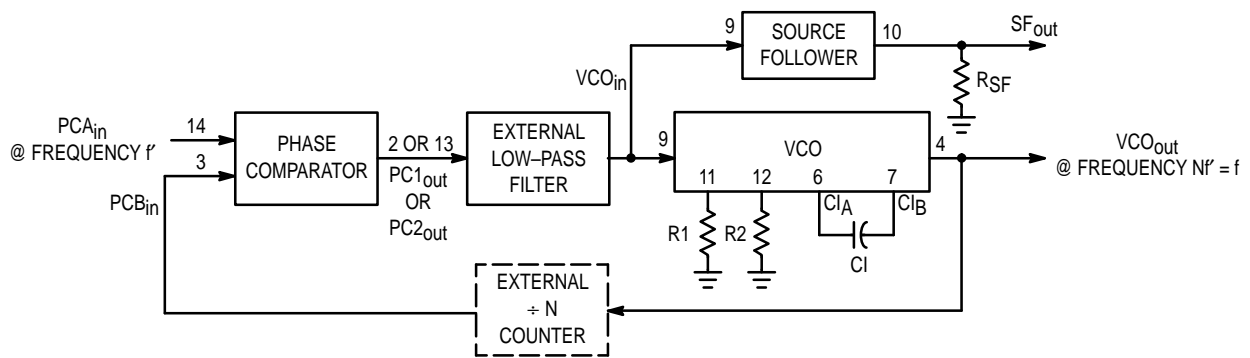 9
SOURCE
FOLLOWER
10
SFout
RSF
VCOin
PCAin
@ FREQUENCY f′
14
3
PHASE
COMPARATOR
2 OR 13
PC1out
OR
PC2out
EXTERNAL
LOW–PASS
FILTER
9
VCO
4
11
12
6
7
CIA
CIB
R1
R2
CI
VCOout
@ FREQUENCY Nf′ = f
PCBin
EXTERNAL
÷ N
COUNTER